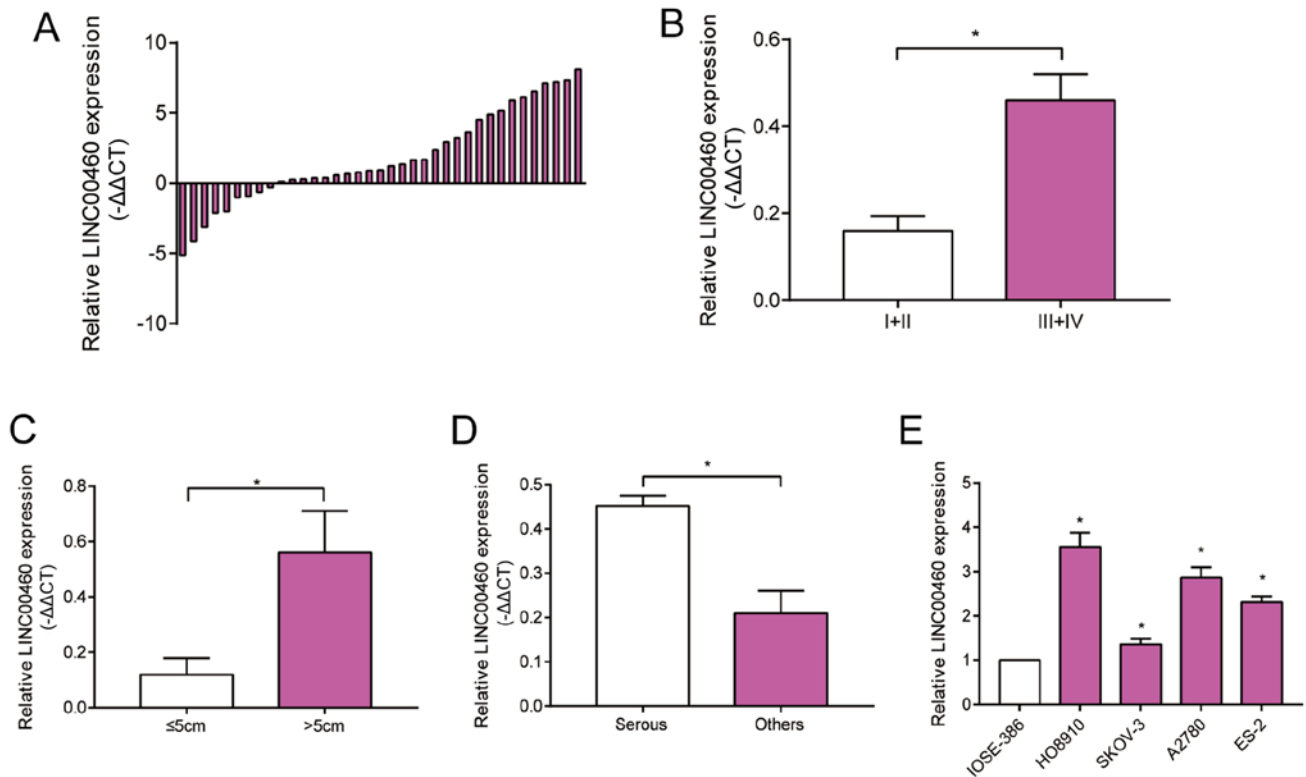 A
Relative LINC00460 expression
(-ΔΔCT)
10
5
0
-5
-10
B
Relative LINC00460 expression
(-ΔΔCT)
0.6
0.4
0.2
0.0
*
I+II
III+IV
C
Relative LINC00460 expression
(-ΔΔCT)
0.8
0.6
0.4
0.2
0.0
*
≤5cm
>5cm
D
Relative LINC00460 expression
(-ΔΔCT)
0.5
0.4
0.3
0.2
0.1
0.0
*
Serous
Others
E
Relative LINC00460 expression
5
4
3
2
1
0
*
*
*
*
IOSE-386
HO8910
SKOV-3
A2780
ES-2